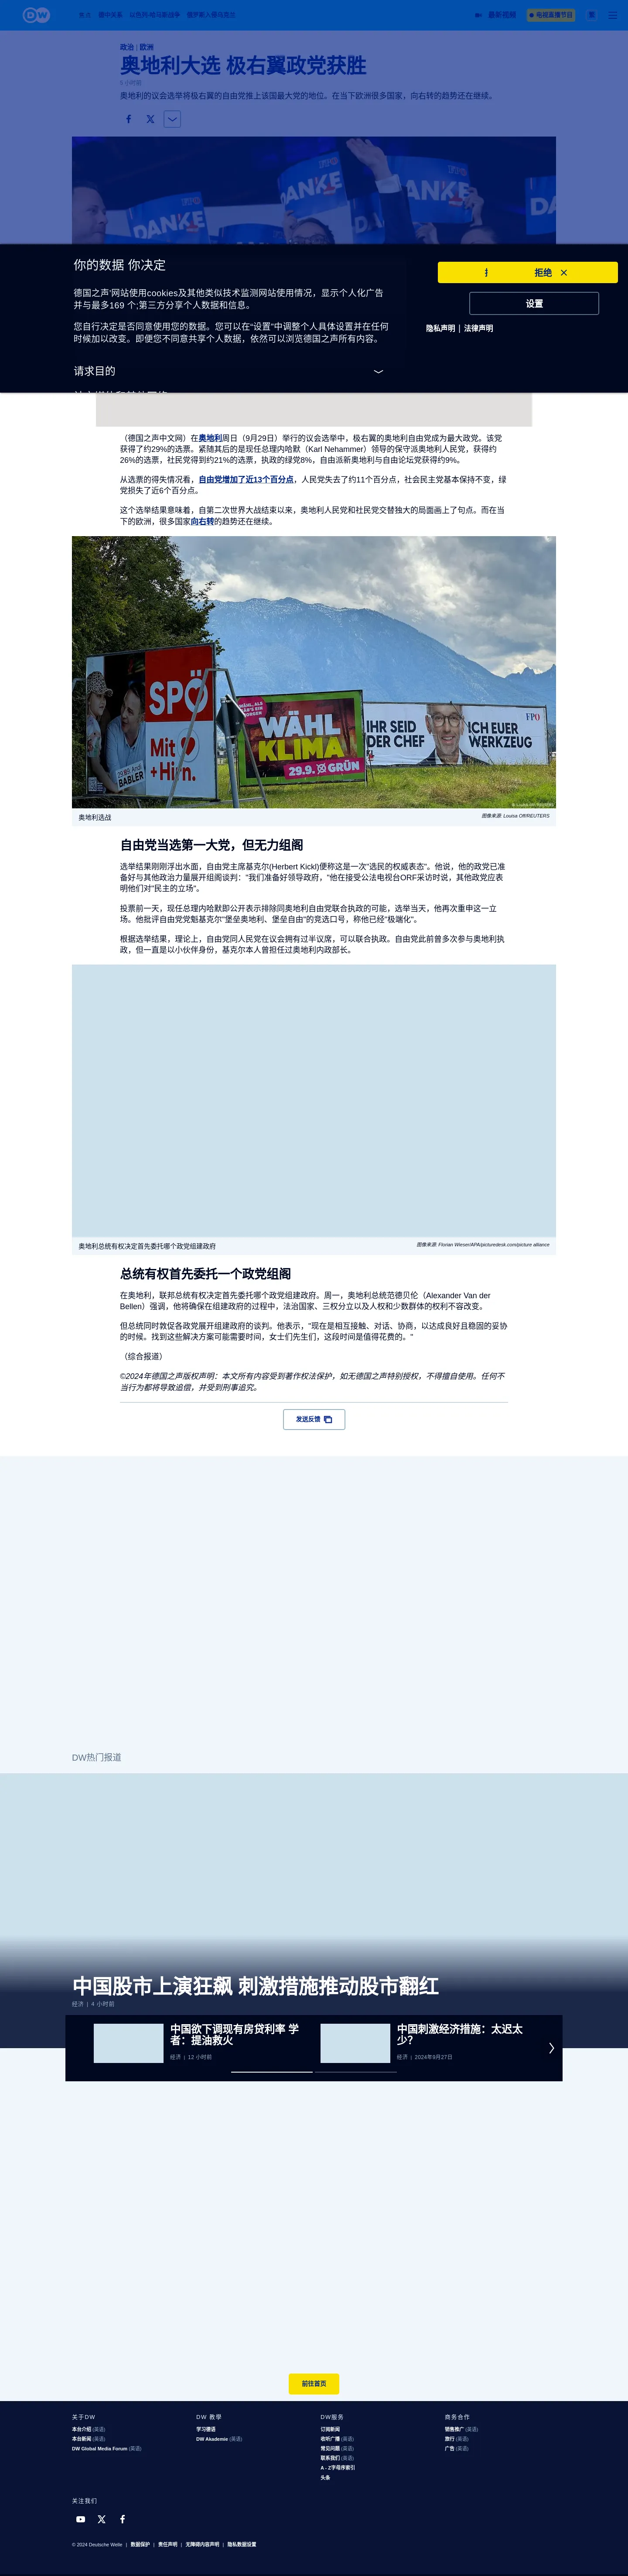 德中关系
以色列-哈马斯战争
俄罗斯入侵乌克兰
最新视频
电视直播节目
简
政治 | 欧洲
奥地利大选 极右翼政党获胜
奥地利的议会选举将极右翼的自由党推上该国最大党的地位。在当下欧洲很多国家，向右转的趋势还在继续。
DANKE
DANKE
DANKE
你的数据 你决定
德国之声"网站使用cookies及其他类似技术监测网站使用情况，显示个人化广告
并与最多169 个;第三方分享个人数据和信息。
您自行决定是否同意使用您的数据。您可以在"设置"中调整个人具体设置并在任何
时候加以改变。即便您不同意共享个人数据，依然可以浏览德国之声所有内容。
请求目的
拒绝
设置
隐私声明 | 法律声明
（德国之声中文网）在奥地利周日（9月29日）举行的议会选举中，极右翼的奥地利自由党成为最大政党。该党
获得了约29%的选票。紧随其后的是现任总理内哈默（Karl Nehammer）领导的保守派奥地利人民党，获得约
26%的选票，社民党得到约21%的选票，执政的绿党8%，自由派新奥地利与自由论坛党获得约9%。
从选票的得失情况看，自由党增加了近13个百分点，人民党失去了约11个百分点，社会民主党基本保持不变，绿
党损失了近6个百分点。
这个选举结果意味着，自第二次世界大战结束以来，奥地利人民党和社民党交替独大的局面画上了句点。而在当
下的欧洲，很多国家向右转的趋势还在继续。
SPÖ
Mit
+Hirn.
Andi
BABLER
WÄHL
KLIMA
29.9.
GRÜN
IHR SEID
DER CHEF
ICH EUER
WERKZEUG
FPÖ
奥地利选战
图像来源: Louisa Off/REUTERS
自由党当选第一大党，但无力组阁
选举结果刚刚浮出水面，自由党主席基克尔(Herbert Kickl)便称这是一次"选民的权威表态"。他说，他的政党已准
备好与其他政治力量展开组阁谈判："我们准备好领导政府，"他在接受公法电视台ORF采访时说，其他政党应表
明他们对"民主的立场"。
投票前一天，现任总理内哈默即公开表示排除同奥地利自由党联合执政的可能，选举当天，他再次重申这一立
场。他批评自由党党魁基克尔"堡垒奥地利、堡垒自由"的竞选口号，称他已经"极端化"。
根据选举结果，理论上，自由党同人民党在议会拥有过半议席，可以联合执政。自由党此前曾多次参与奥地利执
政，但一直是以小伙伴身份，基克尔本人曾担任过奥地利内政部长。
奥地利总统有权决定首先委托哪个政党组建政府
图像来源: Florian Wieser/APA/picturedesk.com/picture alliance
总统有权首先委托一个政党组阁
在奥地利，联邦总统有权决定首先委托哪个政党组建政府。周一，奥地利总统范德贝伦（Alexander Van der
Bellen）强调，他将确保在组建政府的过程中，法治国家、三权分立以及人权和少数群体的权利不容改变。
但总统同时敦促各政党展开组建政府的谈判。他表示，"现在是相互接触、对话、协商，以达成良好且稳固的妥协
的时候。找到这些解决方案可能需要时间，女士们先生们，这段时间是值得花费的。"
（综合报道）
©2024年德国之声版权声明：本文所有内容受到著作权法保护，如无德国之声特别授权，不得擅自使用。任何不
当行为都将导致追偿，并受到刑事追究。
发送反馈
DW热门报道
中国股市上演狂飙 刺激措施推动股市翻红
经济 | 4 小时前
中国欲下调现有房贷利率 学
者：提油救火
经济 | 12 小时前
中国刺激经济措施：太迟太
少？
经济 | 2024年9月27日
前往首页
关于DW
本台介绍 (英语)
本台新闻 (英语)
DW Global Media Forum (英语)
DW 教学
学习德语
DW Akademie (英语)
DW服务
订阅新闻
收听广播 (英语)
常见问题 (英语)
联系我们 (英语)
A - Z字母序索引
头条
商务合作
销售推广 (英语)
旅行 (英语)
广告 (英语)
关注我们
© 2024 Deutsche Welle | 数据保护 | 责任声明 | 无障碍内容声明 | 隐私数据设置